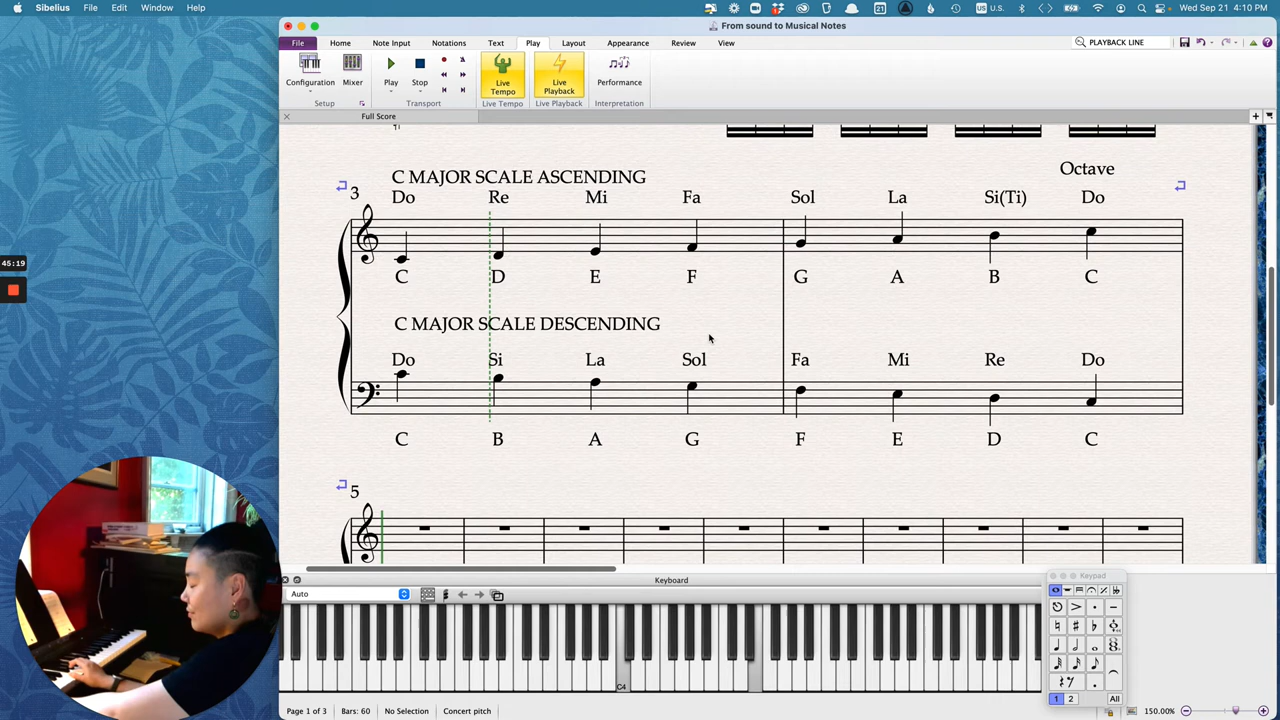 Sibelius File Edit Window Help U.S. Wed Sep 21 4:10 PM
From sound to Musical Notes
File Home Note Input Notations Text Play Layout Appearance Review View PLAYBACK LINE
Configuration Mixer Play Stop Live Tempo Live Playback Performance
Setup Transport Live Tempo Live Playback Interpretation
Full Score
C MAJOR SCALE ASCENDING Octave
3 Do Re Mi Fa Sol La Si(Ti) Do
C D E F G A B C
45:19
C MAJOR SCALE DESCENDING
Do Si La Sol Fa Mi Re Do
C B A G F E D C
5
Keyboard
Keypad
Auto
C4
1 2 All
Page 1 of 3 Bars: 60 No Selection Concert pitch 150.00%